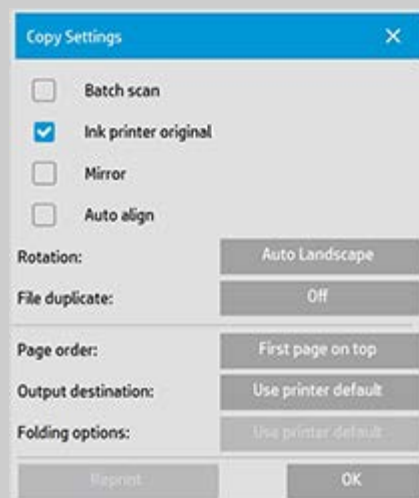 Copy Settings
Batch scan
Ink printer original
Mirror
Auto align
Rotation: Auto Landscape
File duplicate: Off
Page order: First page on top
Output destination: Use printer default
Folding options: Use printer default
Reprint OK